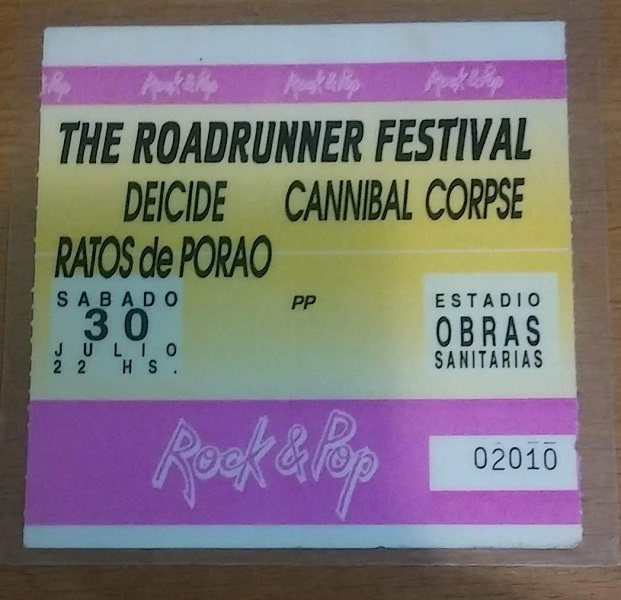 & Pop Rock & Pop Rock & Pop Rock & Pop
THE ROADRUNNER FESTIVAL
DEICIDE CANNIBAL CORPSE
RATOS de PORAO
SABADO
30
JULIO
22 HS.
PP
ESTADIO
OBRAS
SANITARIAS
Rock & Pop
02010